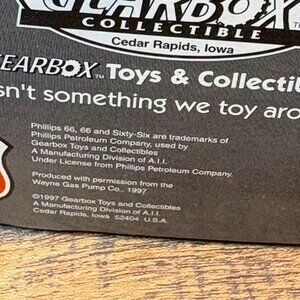 GEARBOX
COLLECTIBLE
TM
Cedar Rapids, Iowa
EARBOX™ Toys & Collectib
sn't something we toy aro
Phillips 66, 66 and Sixty-Six are trademarks of
Phillips Petroleum Company, used by
Gearbox Toys and Collectibles
A Manufacturing Division of A.I.I.
Under License from Phillips Petroleum Company.
Produced with permission from the
Wayne Gas Pump Co., 1997
©1997 Gearbox Toys and Collectibles
A Manufacturing Division of A.I.I.
Cedar Rapids, Iowa 52404 U.S.A.